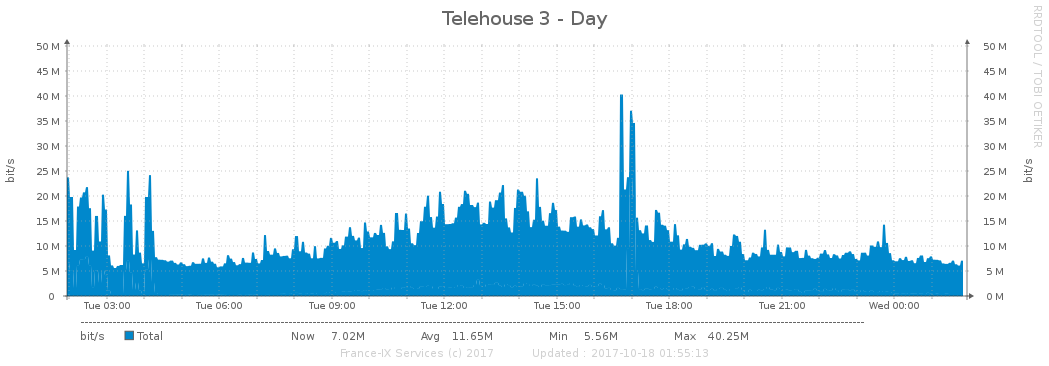 Telehouse 3 - Day
RRDTOOL / TOBI OETIKER
bit/s
50 M 50 M
45 M 45 M
40 M 40 M
35 M 35 M
30 M 30 M
25 M 25 M
20 M 20 M
15 M 15 M
10 M 10 M
5 M 5 M
0 0 M
bit/s
Tue 03:00 Tue 06:00 Tue 09:00 Tue 12:00 Tue 15:00 Tue 18:00 Tue 21:00 Wed 00:00
bit/s Total Now 7.02M Avg 11.65M Min 5.56M Max 40.25M
France-IX Services (c) 2017 Updated : 2017-10-18 01:55:13